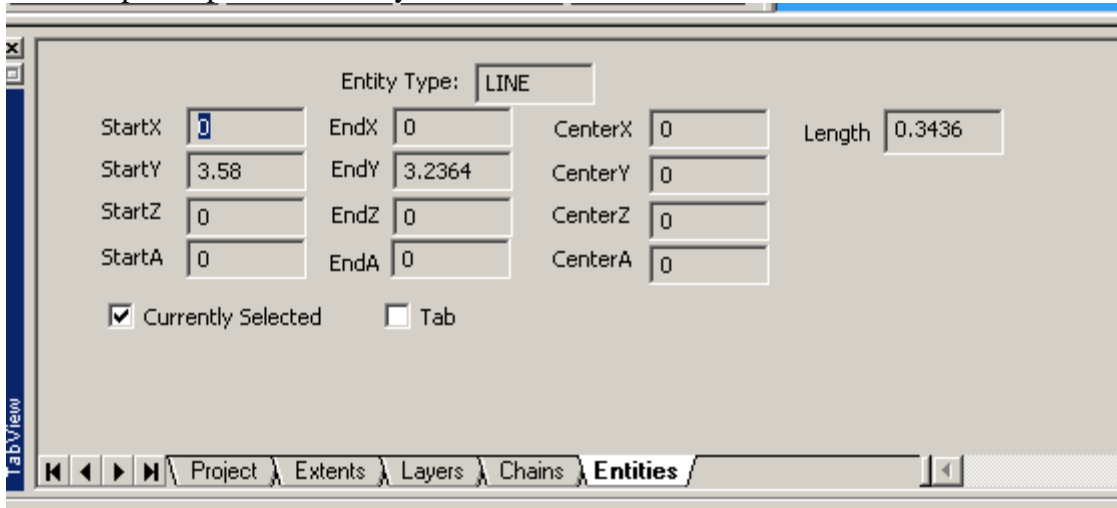 Entity Type: LINE
StartX 0 EndX 0 CenterX 0 Length 0.3436
StartY 3.58 EndY 3.2364 CenterY 0
StartZ 0 EndZ 0 CenterZ 0
StartA 0 EndA 0 CenterA 0
Currently Selected Tab
TabView
Project Extents Layers Chains Entities